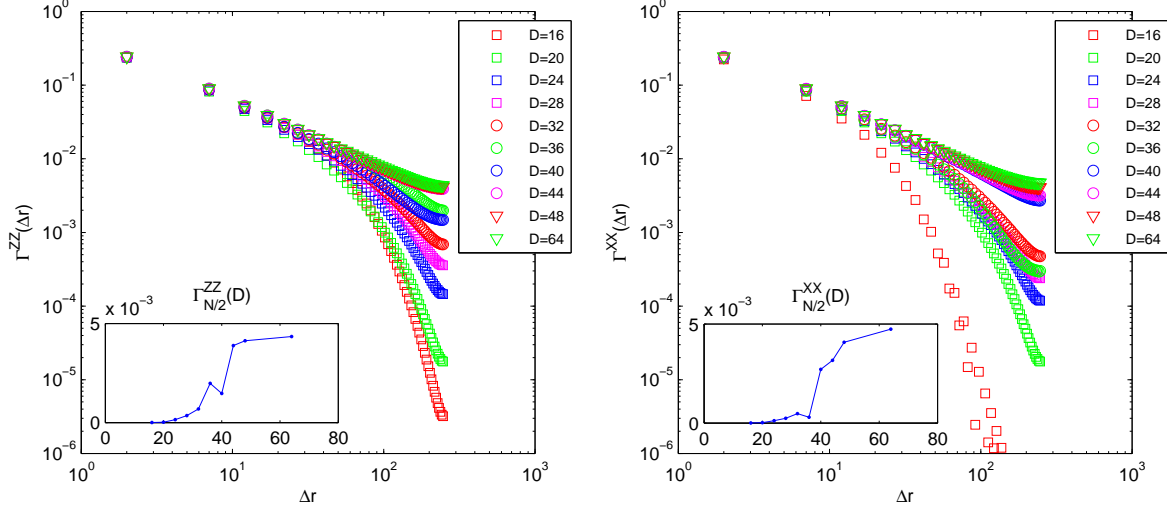 10^0
10^-1
10^-2
10^-3
10^-4
10^-5
10^-6
10^0 10^1 10^2 10^3
Δr
Γ^ZZ(Δr)
D=16
D=20
D=24
D=28
D=32
D=36
D=40
D=44
D=48
D=64
Γ^ZZ_N/2(D)
5 x 10^-3
0
0 20 40 60 80
10^0
10^-1
10^-2
10^-3
10^-4
10^-5
10^-6
10^0 10^1 10^2 10^3
Δr
Γ^XX(Δr)
D=16
D=20
D=24
D=28
D=32
D=36
D=40
D=44
D=48
D=64
Γ^XX_N/2(D)
5 x 10^-3
0
0 20 40 60 80